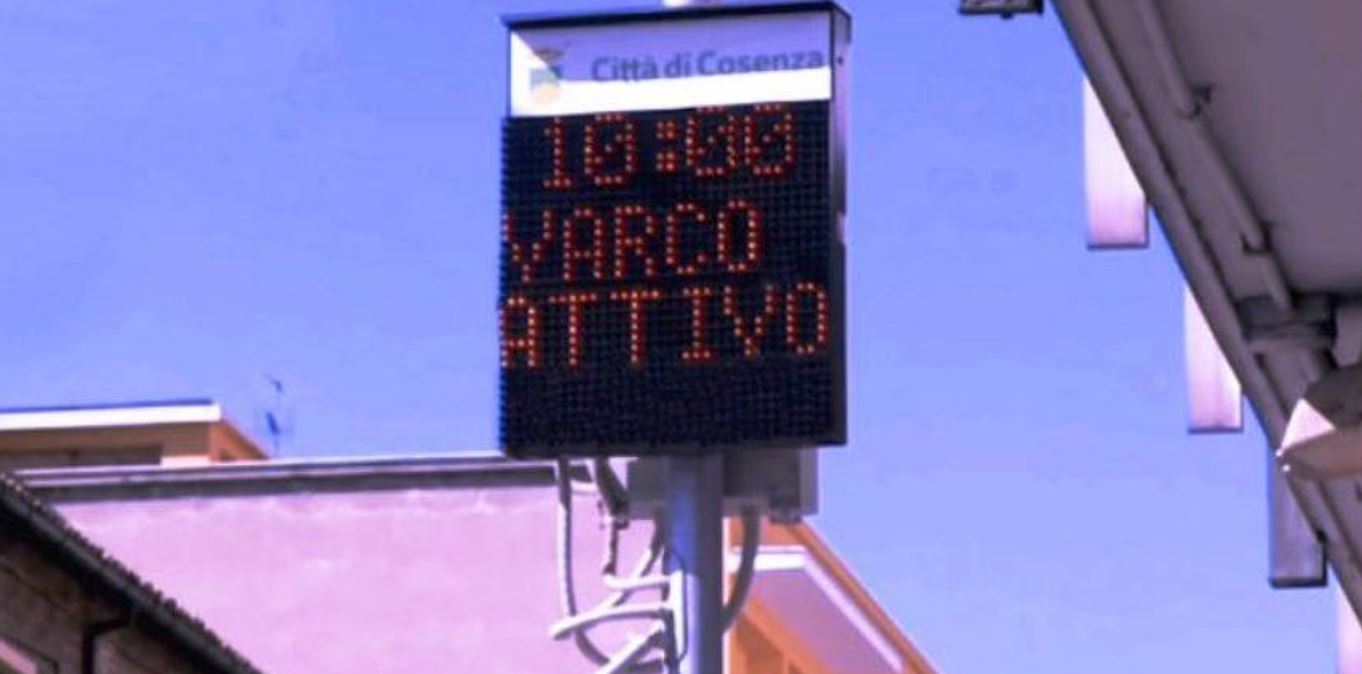 Città di Cosenza
10:00
VARCO
ATTIVO